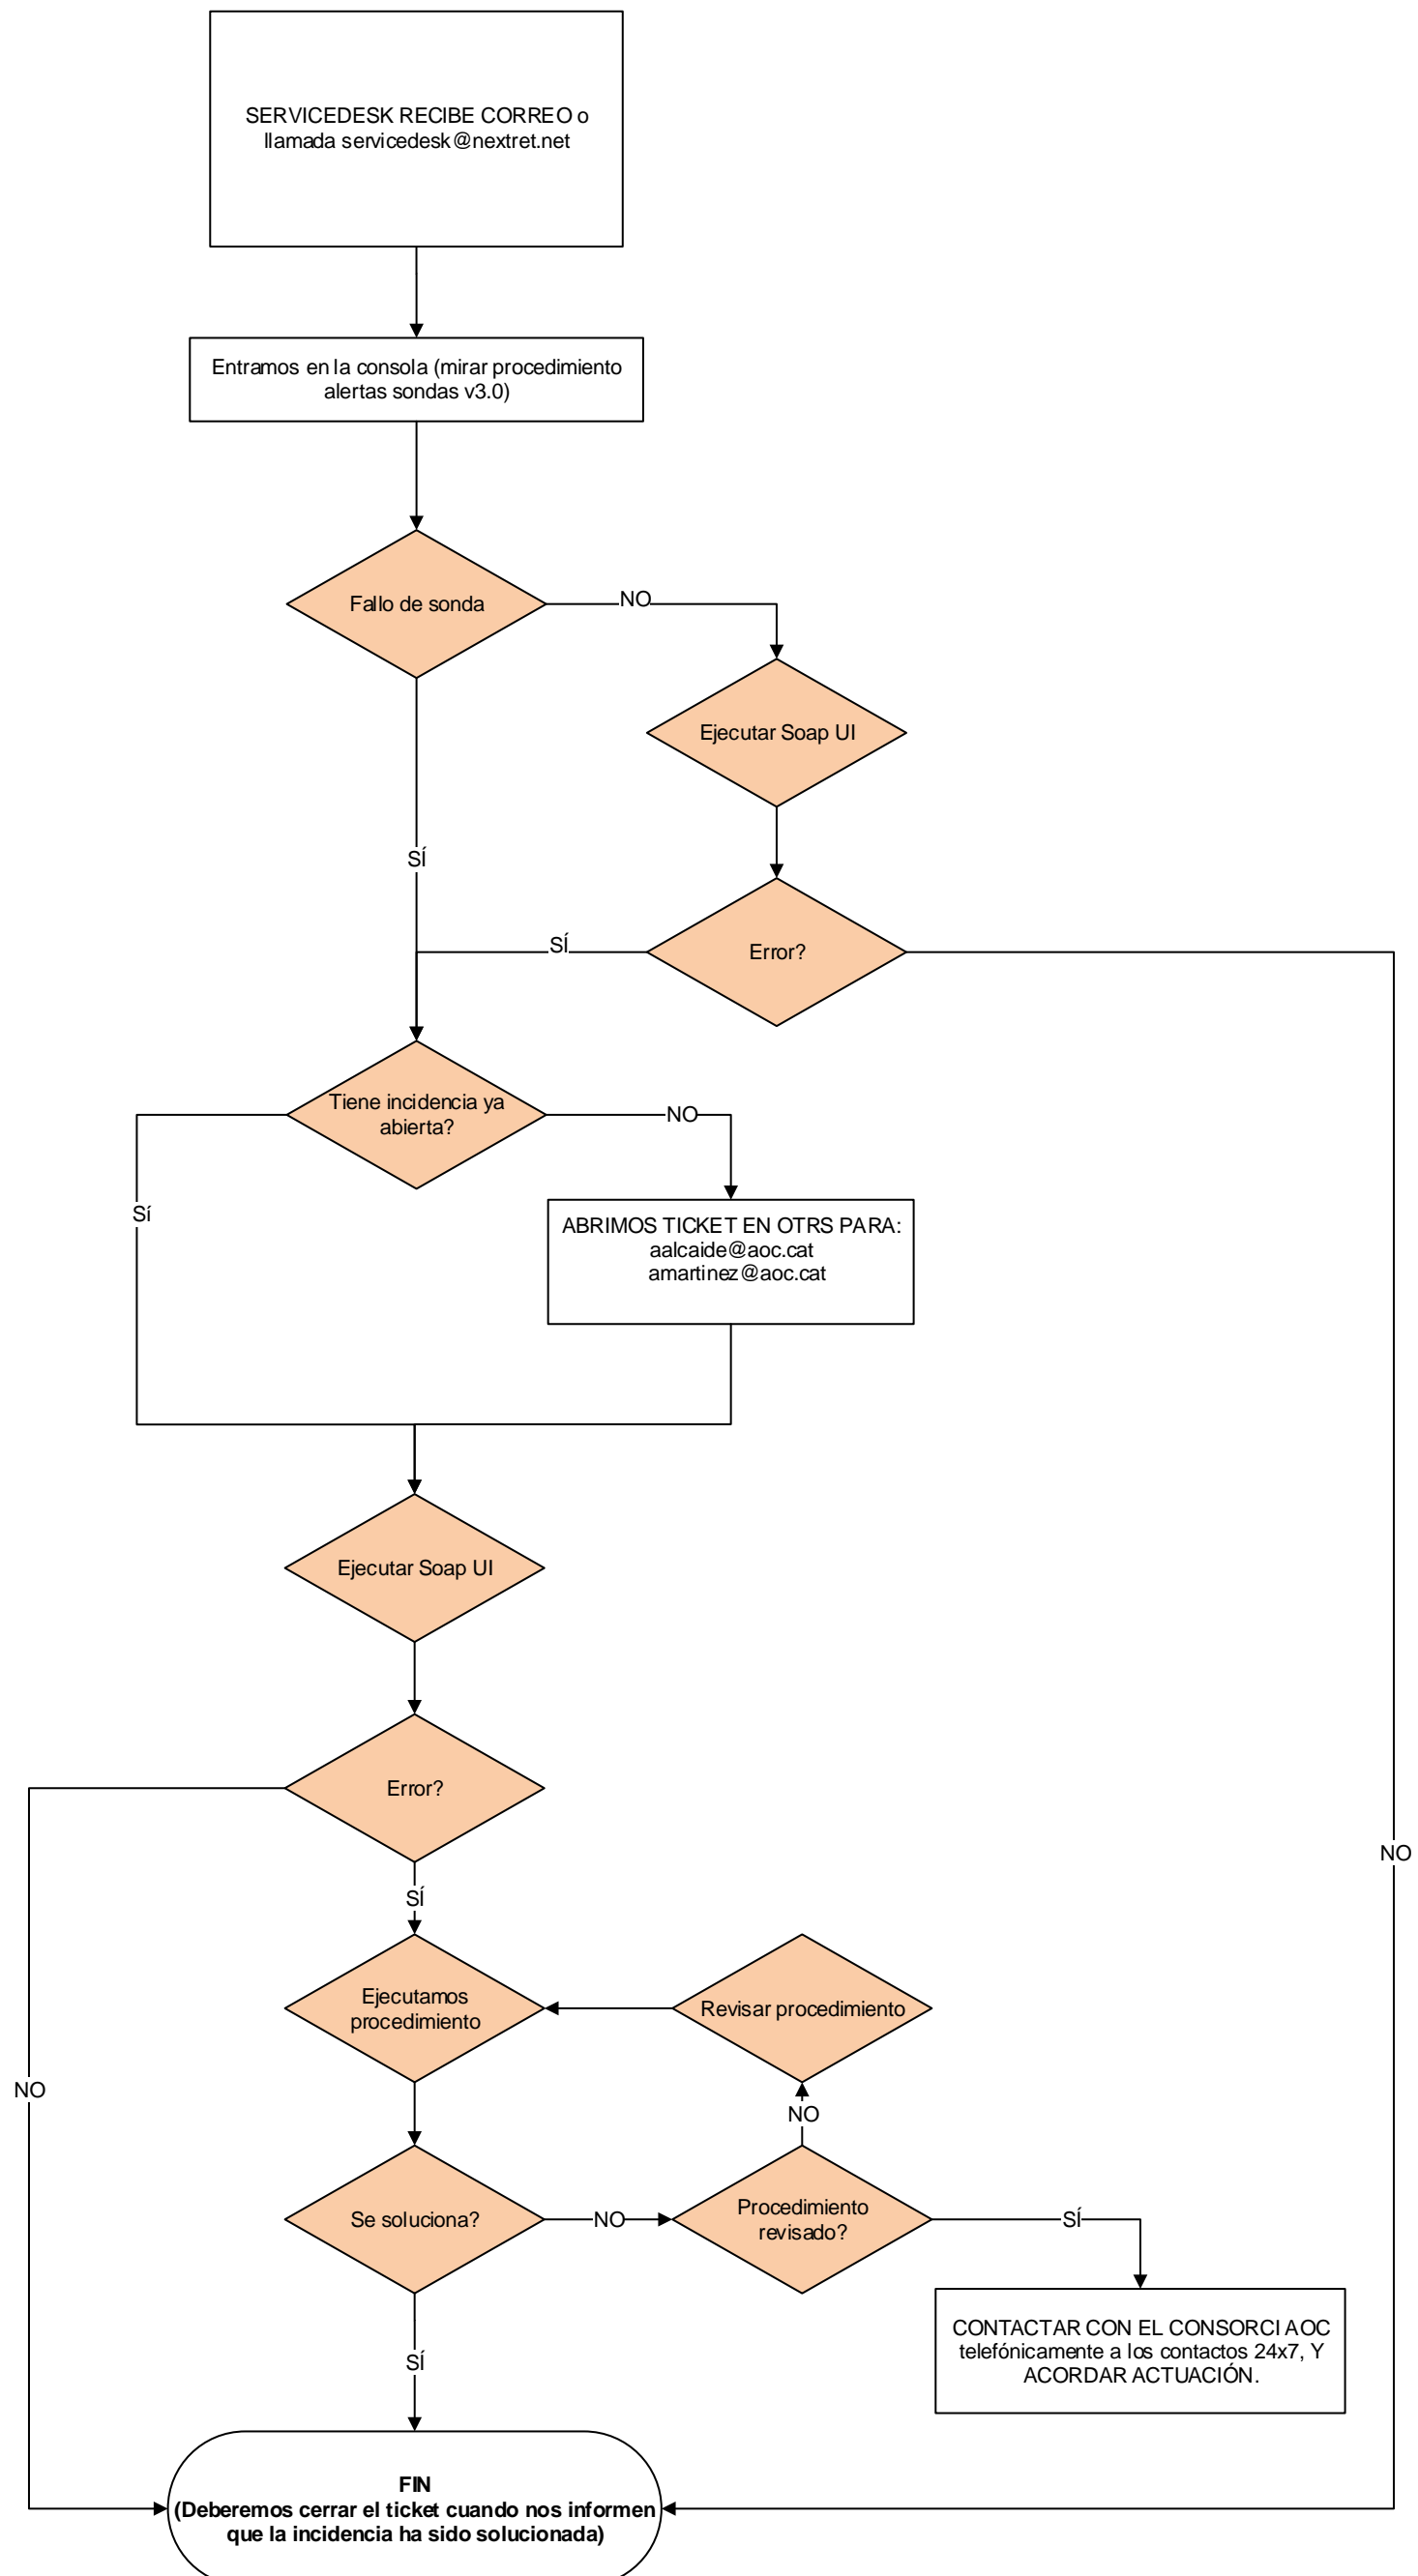 SERVICEDESK RECIBE CORREO o
llamada servicedesk@nextret.net
Entramos en la consola (mirar procedimiento
alertas sondas v3.0)
Fallo de sonda
NO
Ejecutar Soap UI
SÍ
SÍ
Error?
Tiene incidencia ya
abierta?
NO
Sí
ABRIMOS TICKET EN OTRS PARA:
aalcaide@aoc.cat
amartinez@aoc.cat
Ejecutar Soap UI
Error?
NO
SÍ
Ejecutamos
procedimiento
Revisar procedimiento
NO
NO
Se soluciona?
NO
Procedimiento
revisado?
SÍ
CONTACTAR CON EL CONSORCI AOC
telefónicamente a los contactos 24x7, Y
ACORDAR ACTUACIÓN.
SÍ
FIN
(Deberemos cerrar el ticket cuando nos informen
que la incidencia ha sido solucionada)